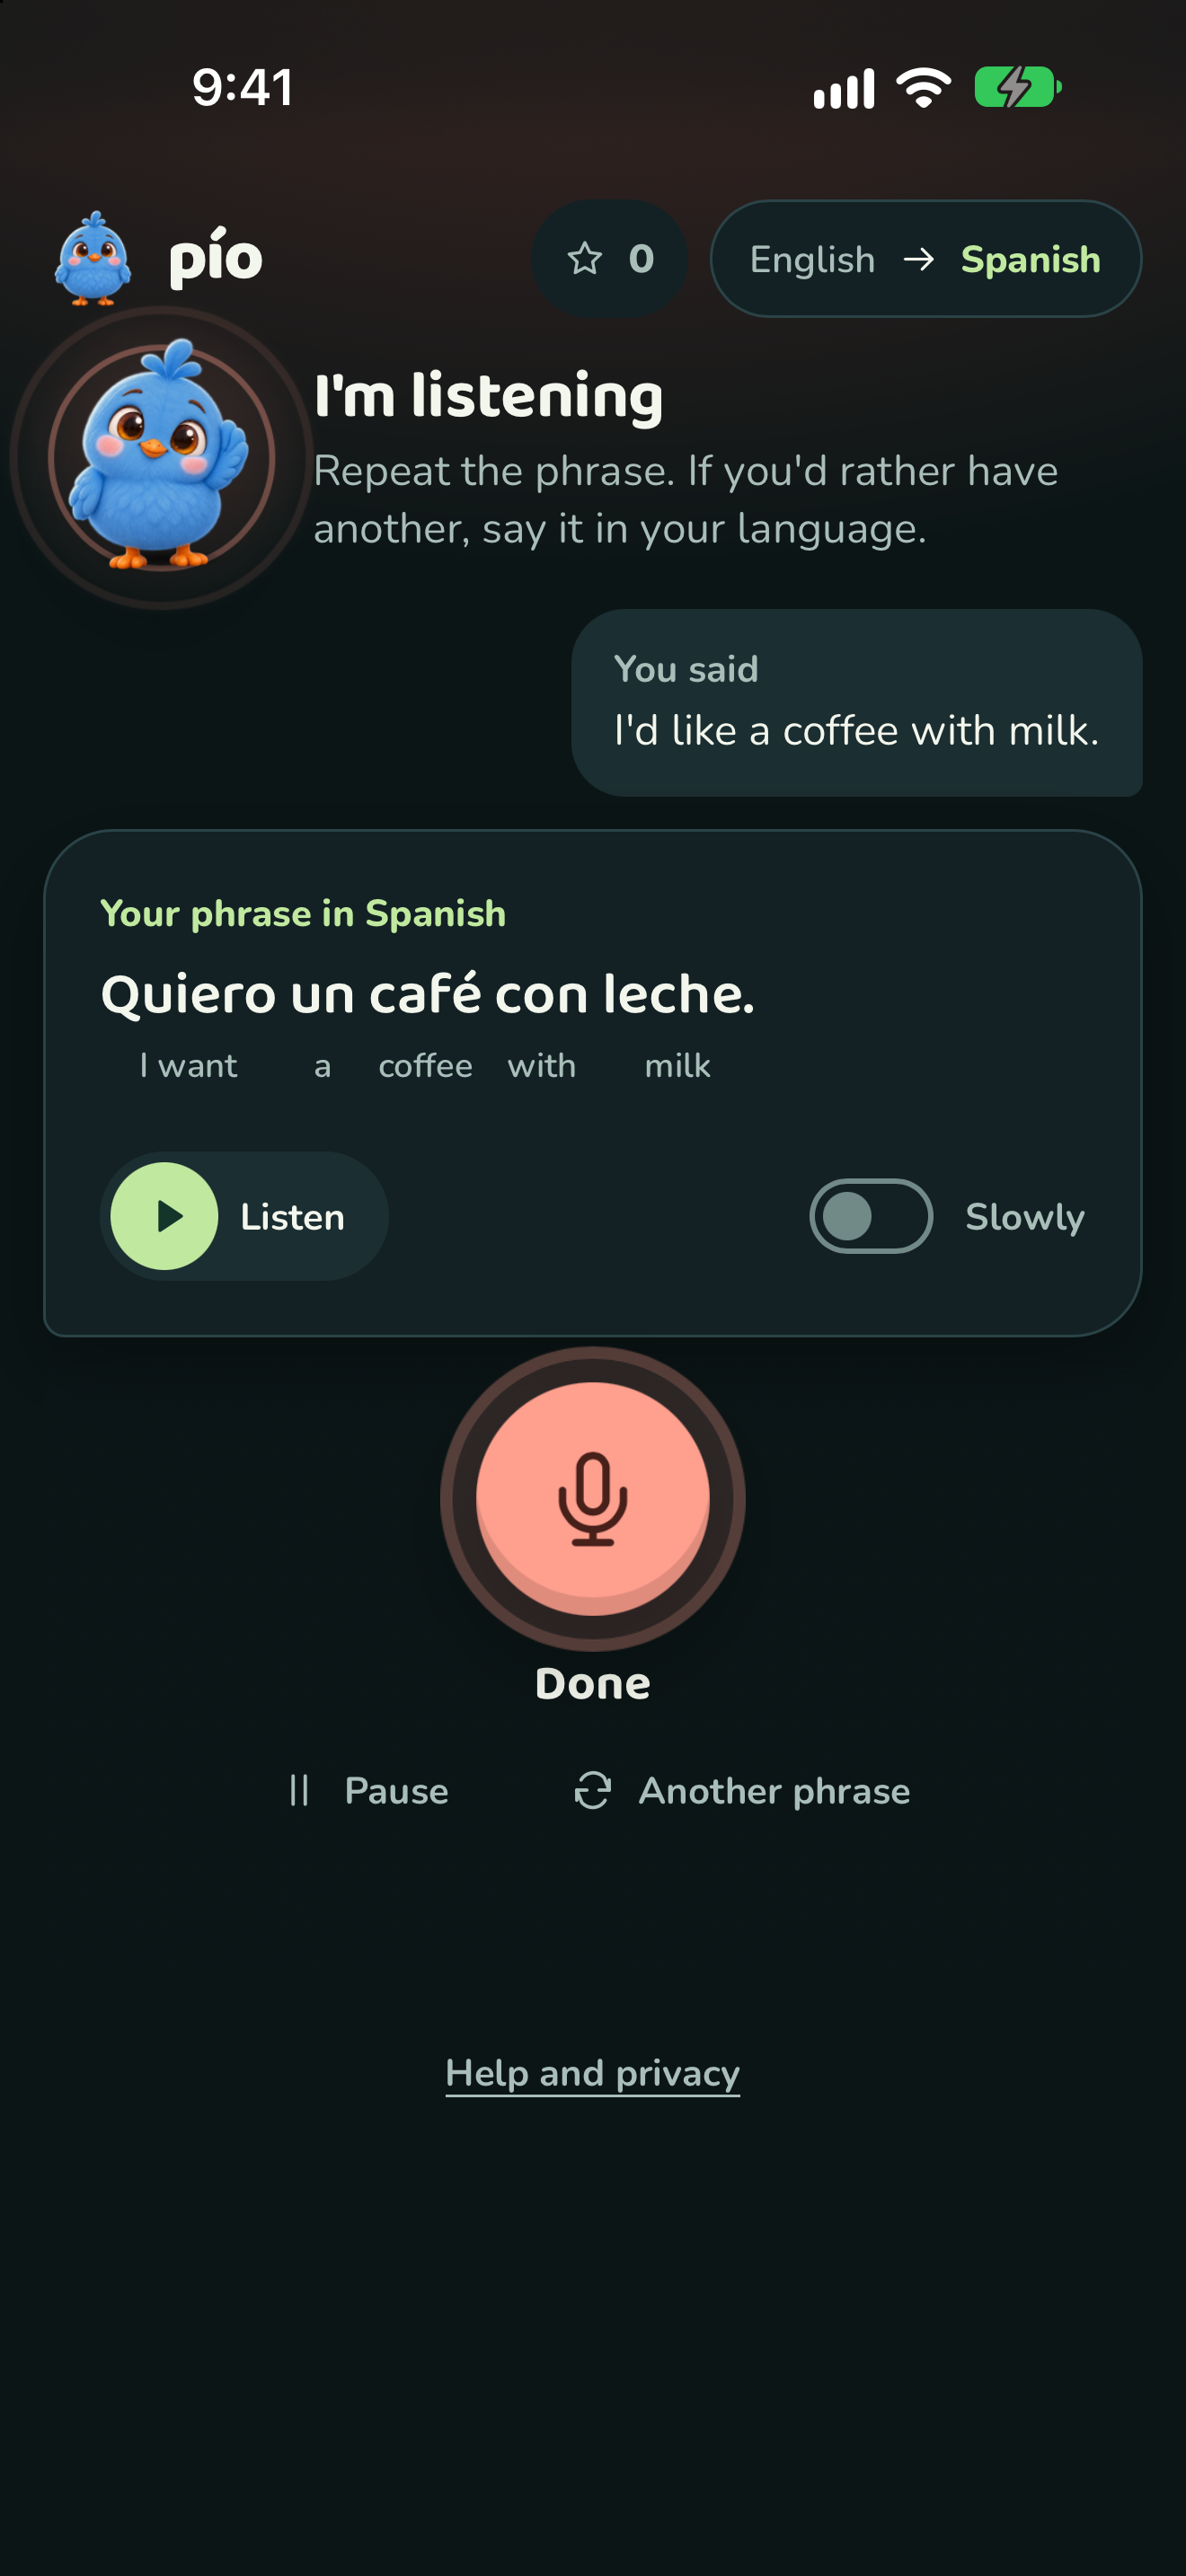 9:41
pío
0
English → Spanish
I'm listening
Repeat the phrase. If you'd rather have
another, say it in your language.
You said
I'd like a coffee with milk.
Your phrase in Spanish
Quiero un café con leche.
I want a coffee with milk
Listen
Slowly
Done
Pause
Another phrase
Help and privacy